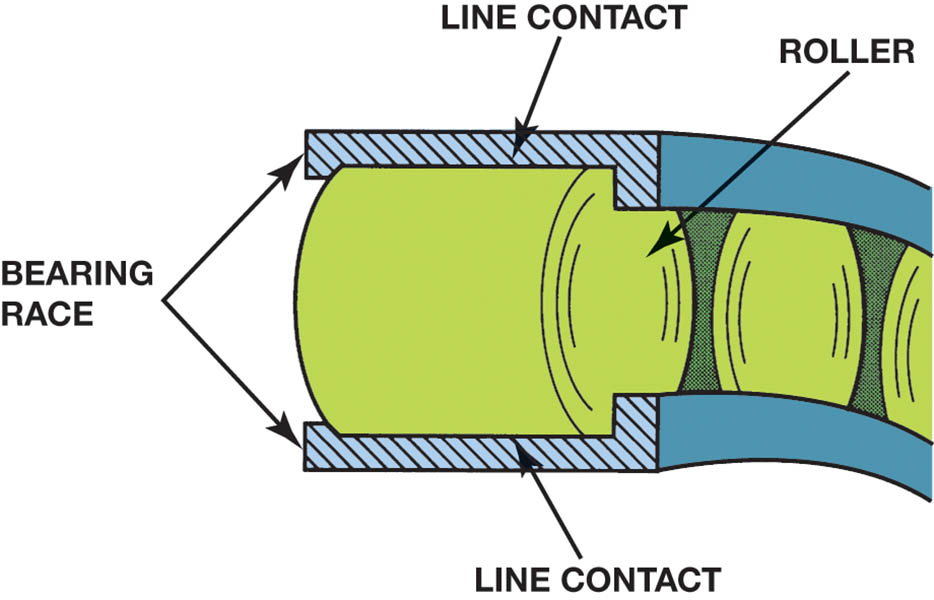 LINE CONTACT
ROLLER
BEARING
RACE
LINE CONTACT